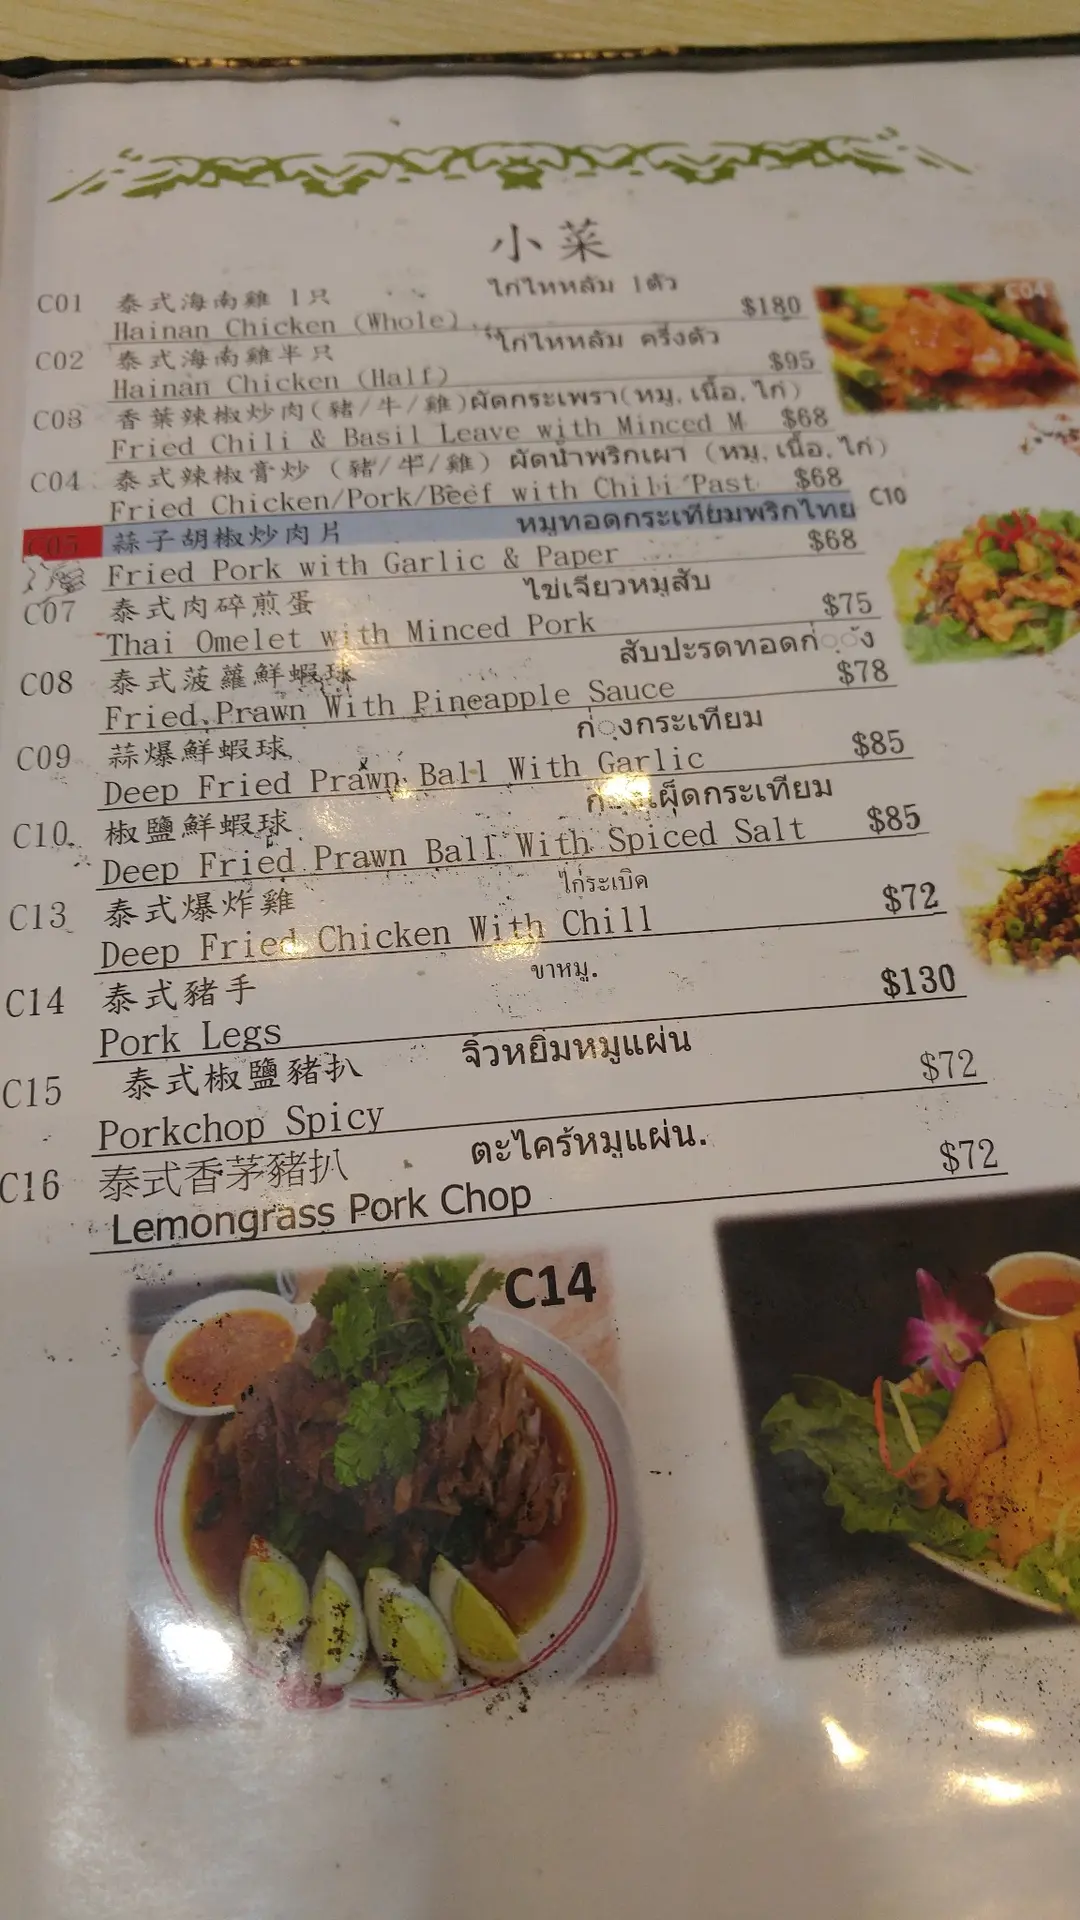 小菜
C01 泰式海南雞 1只 ไก่ไหหลัม 1ตัว
Hainan Chicken (Whole) $180
C02 泰式海南雞半只 ไก่ไหหลัม ครึ่งตัว
Hainan Chicken (Half) $95
C03 香葉辣椒炒肉(豬/牛/雞)ผัดกระเพรา(หมู, เนื้อ, ไก่)
Fried Chili & Basil Leave with Minced M $68
C04 泰式辣椒膏炒 (豬/牛/雞) ผัดน้ำพริกเผา (หมู, เนื้อ, ไก่)
Fried Chicken/Pork/Beef with Chili Past $68
C05 蒜子胡椒炒肉片 หมูทอดกระเทียมพริกไทย
Fried Pork with Garlic & Paper $68
C07 泰式肉碎煎蛋 ไข่เจียวหมูสับ
Thai Omelet with Minced Pork $75
C08 泰式菠蘿鮮蝦球 สับปะรดทอด
Fried Prawn With Pineapple Sauce $78
C09 蒜爆鮮蝦球
Deep Fried Prawn Ball With Garlic $85
C10 椒鹽鮮蝦球
Deep Fried Prawn Ball With Spiced Salt $85
C13 泰式爆炸雞 ไก่ระเบิด
Deep Fried Chicken With Chill $72
C14 泰式豬手 ขาหมู.
Pork Legs $130
C15 泰式椒鹽豬扒 จิ้วหยิ่มหมูแผ่น
Porkchop Spicy $72
C16 泰式香茅豬扒 ตะไคร้หมูแผ่น.
Lemongrass Pork Chop $72
C04
C10
C14